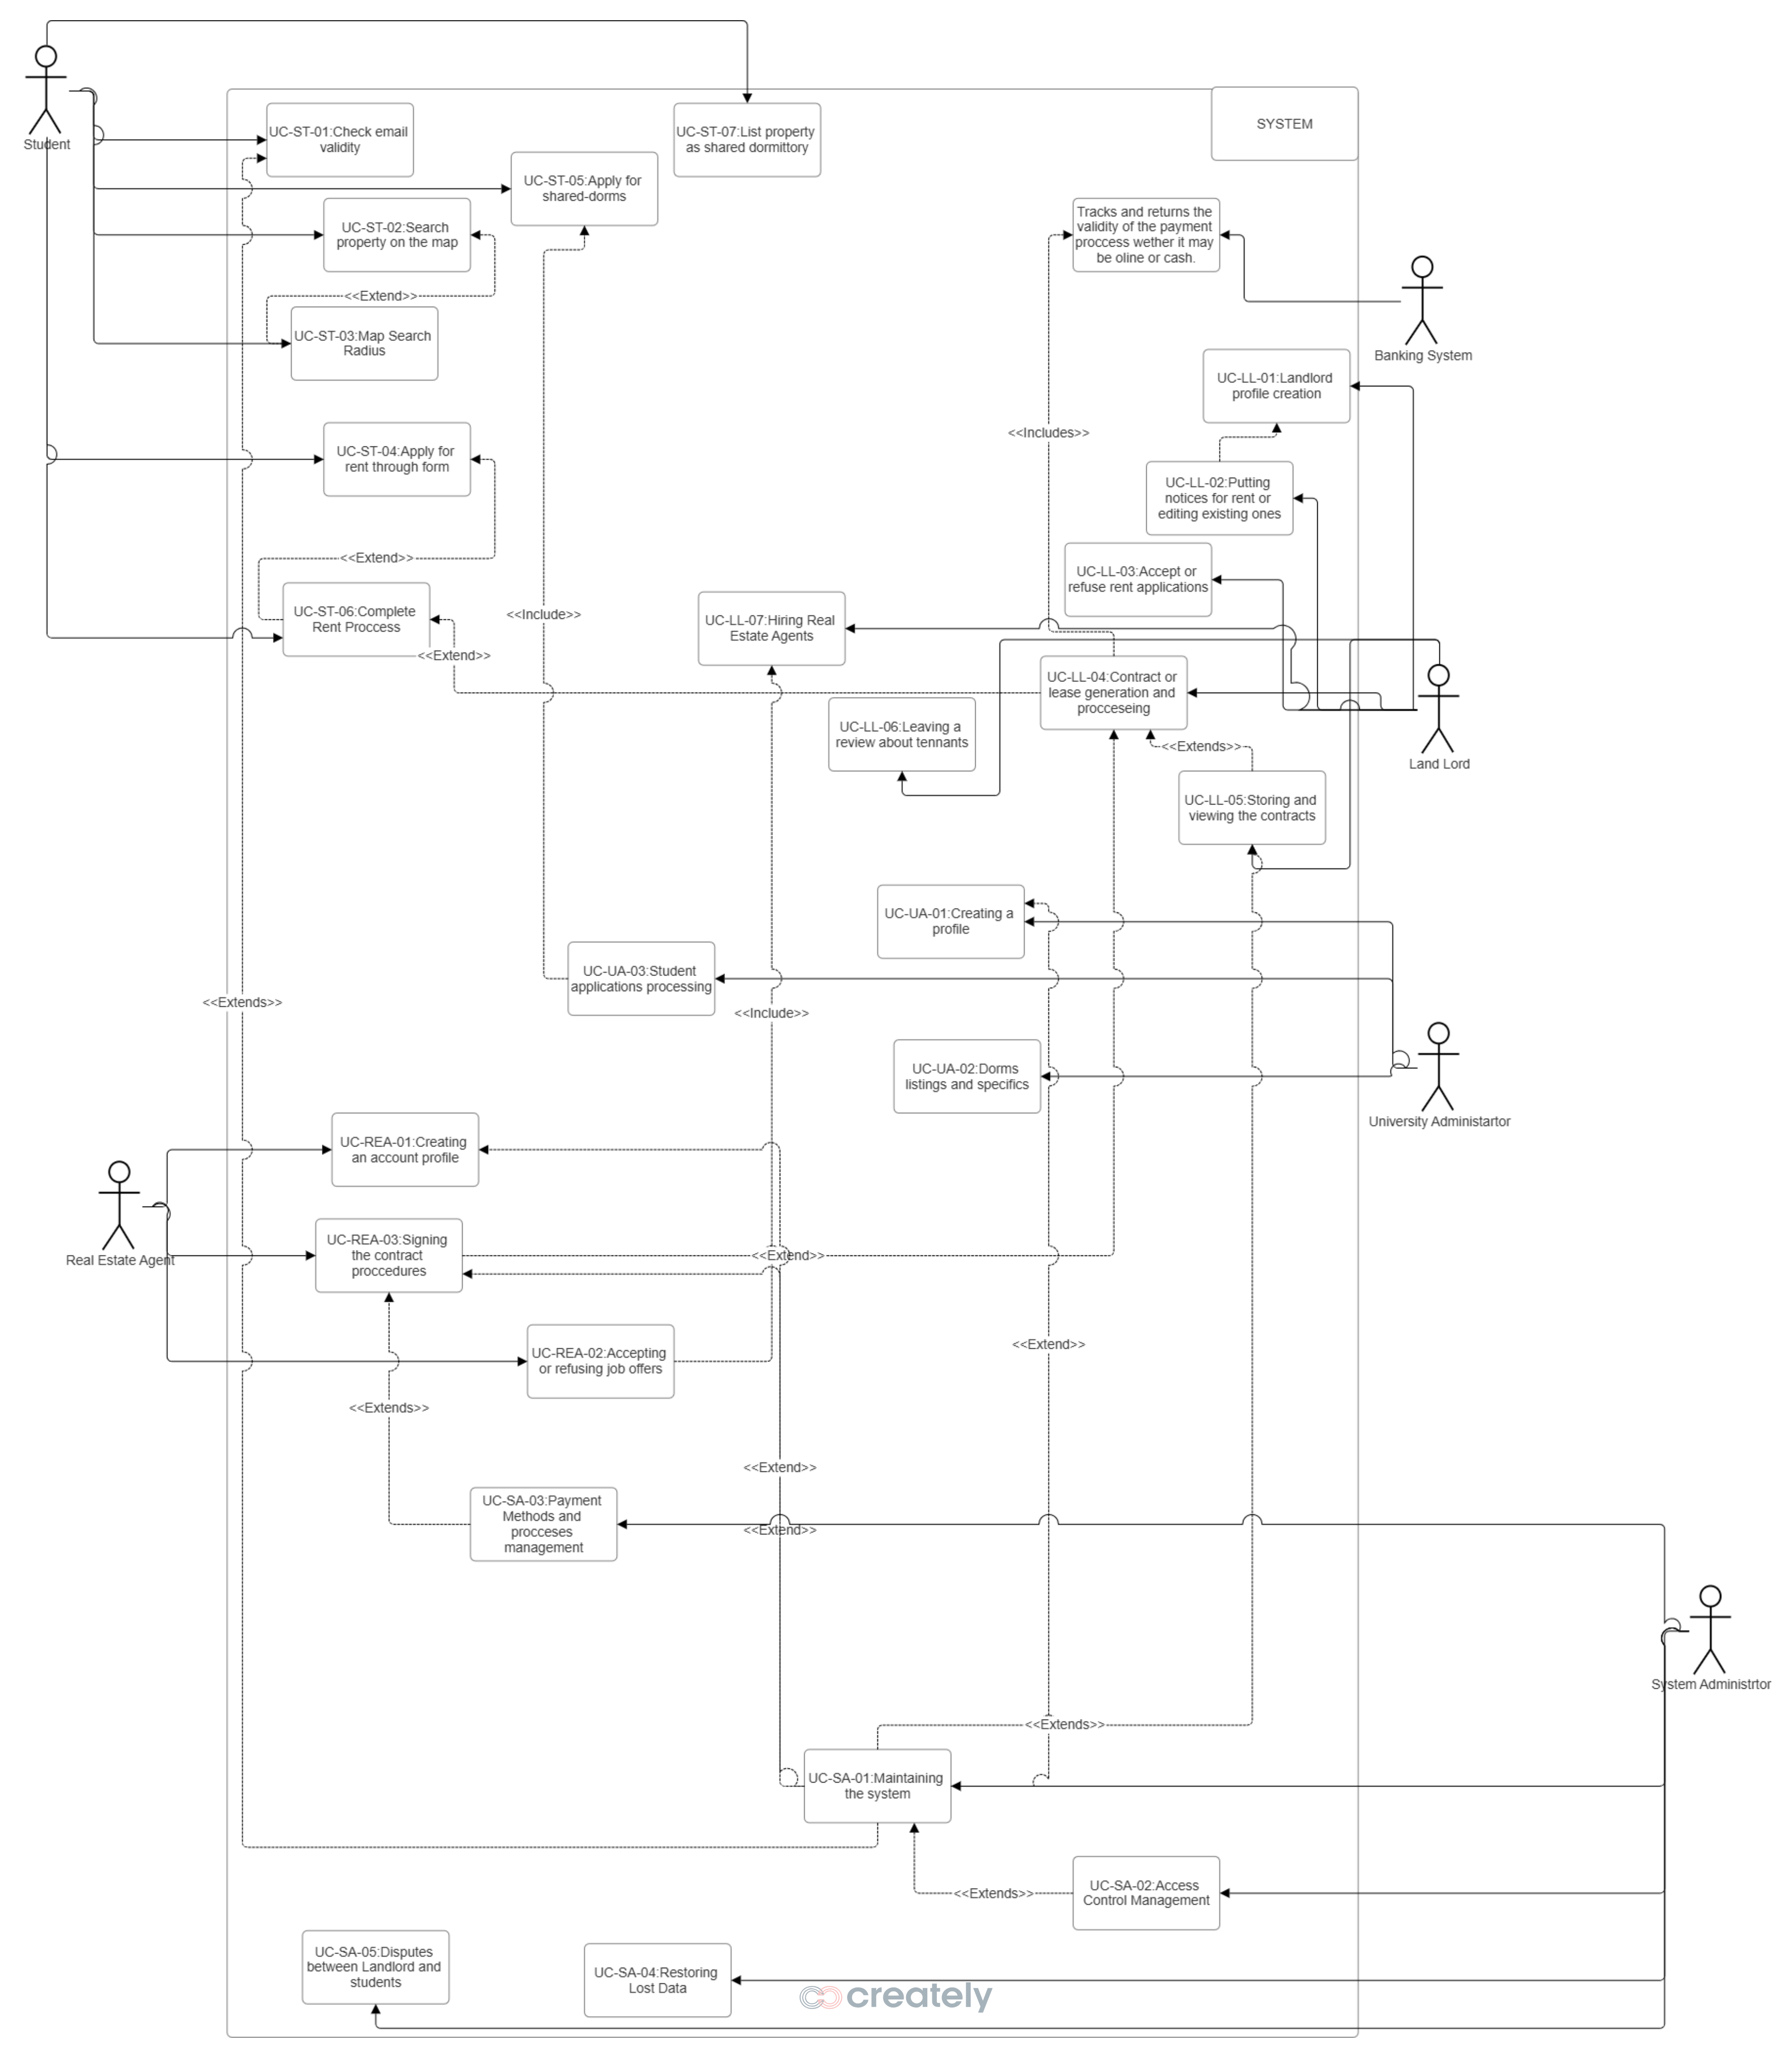 Student
UC-ST-01:Check email
validity
UC-ST-07:List property
as shared dormittory
SYSTEM
UC-ST-05:Apply for
shared-dorms
UC-ST-02:Search
property on the map
Tracks and returns the
validity of the payment
proccess wether it may
be oline or cash.
<<Extend>>
UC-ST-03:Map Search
Radius
Banking System
UC-LL-01:Landlord
profile creation
<<Includes>>
UC-ST-04:Apply for
rent through form
UC-LL-02:Putting
notices for rent or
editing existing ones
<<Extend>>
UC-LL-03:Accept or
refuse rent applications
UC-ST-06:Complete
Rent Proccess
<<Include>>
UC-LL-07:Hiring Real
Estate Agents
<<Extend>>
UC-LL-04:Contract or
lease generation and
procceseing
UC-LL-06:Leaving a
review about tennants
<<Extends>>
Land Lord
UC-LL-05:Storing and
viewing the contracts
UC-UA-01:Creating a
profile
UC-UA-03:Student
applications processing
<<Extends>>
<<Include>>
UC-UA-02:Dorms
listings and specifics
University Administartor
UC-REA-01:Creating
an account profile
Real Estate Agent
UC-REA-03:Signing
the contract
proccedures
<<Extend>>
<<Extend>>
UC-REA-02:Accepting
or refusing job offers
<<Extends>>
<<Extend>>
UC-SA-03:Payment
Methods and
procceses
management
<<Extend>>
System Administrtor
<<Extends>>
UC-SA-01:Maintaining
the system
<<Extends>>
UC-SA-02:Access
Control Management
UC-SA-05:Disputes
between Landlord and
students
UC-SA-04:Restoring
Lost Data
creately